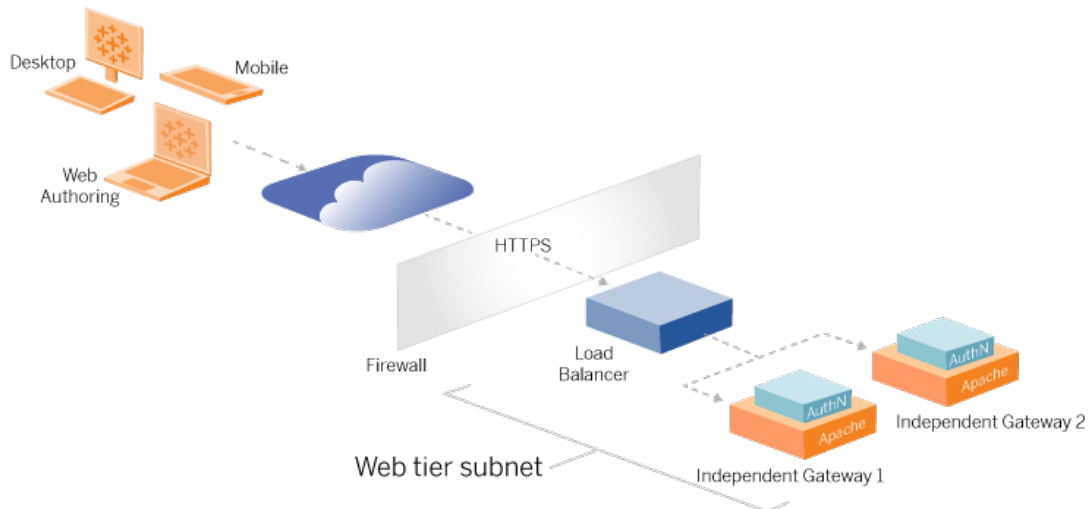 Desktop
Mobile
Web
Authoring
HTTPS
Firewall
Load
Balancer
AuthN
Apache
Independent Gateway 2
AuthN
Apache
Independent Gateway 1
Web tier subnet